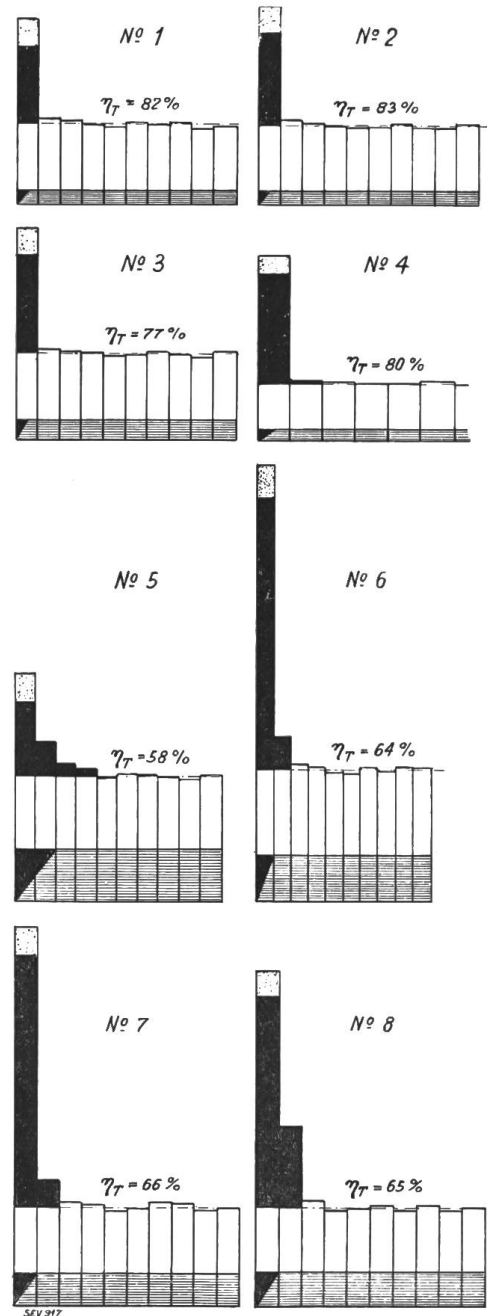 Nº 1
ηT = 82 %
Nº 2
ηT = 83 %
Nº 3
ηT = 77 %
Nº 4
ηT = 80 %
Nº 5
ηT = 58 %
Nº 6
ηT = 64 %
Nº 7
ηT = 66 %
Nº 8
ηT = 65 %
SEV 917